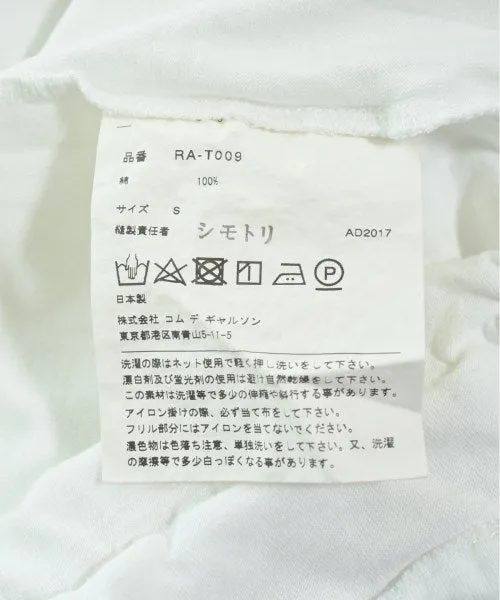 品番 RA-T009
綿 100%
サイズ S
縫製責任者 シモトリ AD2017
P
日本製
株式会社 コム デ ギャルソン
東京都港区南青山5-11-5
洗濯の際はネット使用で軽く押し洗いをして下さい。
漂白剤及び蛍光剤の使用は避け自然乾燥をして下さい。
この素材は洗濯等で多少の伸縮や斜行する事があります。
アイロン掛けの際、必ず当て布をして下さい。
フリル部分にはアイロンを当てないでください。
濃色物は色落ち注意、単独洗いをして下さい。又、洗濯
の摩擦等で多少白っぽくなる事があります。